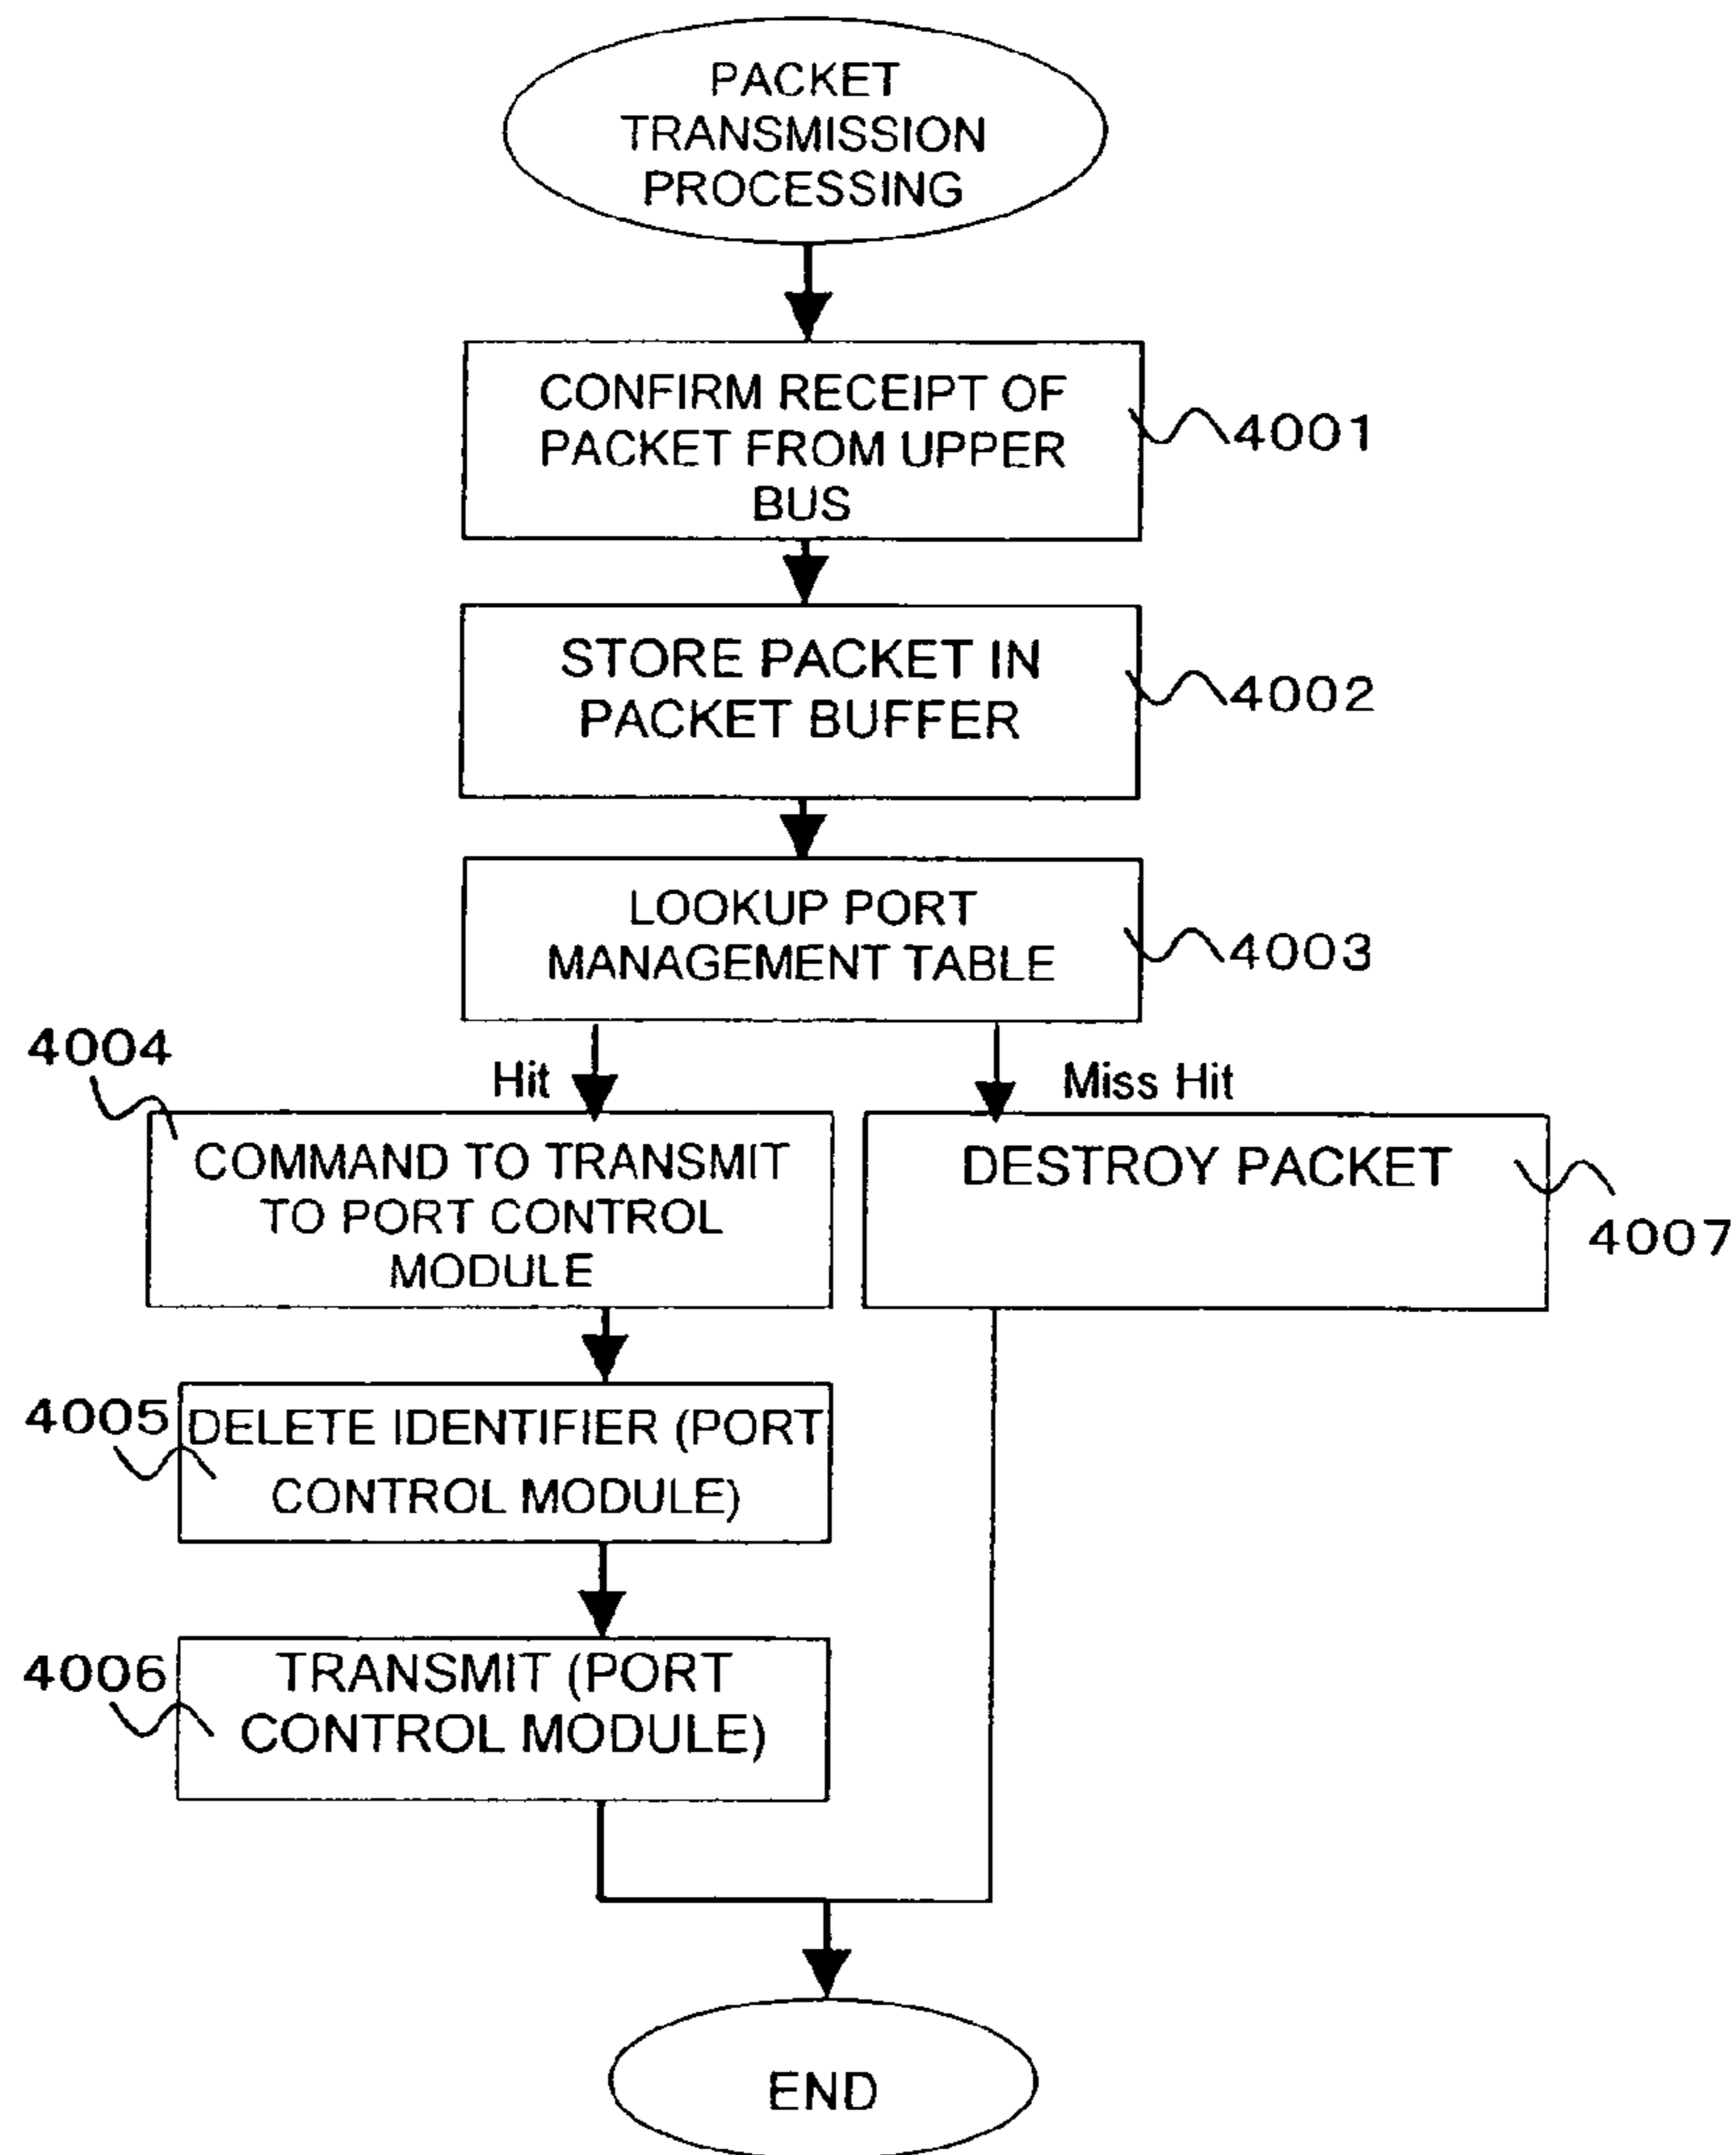 PACKET
TRANSMISSION
PROCESSING
CONFIRM RECEIPT OF
PACKET FROM UPPER
BUS
4001
STORE PACKET IN
PACKET BUFFER
4002
LOOKUP PORT
MANAGEMENT TABLE
4003
4004
Hit
Miss Hit
COMMAND TO TRANSMIT
TO PORT CONTROL
MODULE
DESTROY PACKET
4007
4005
DELETE IDENTIFIER (PORT
CONTROL MODULE)
4006
TRANSMIT (PORT
CONTROL MODULE)
END